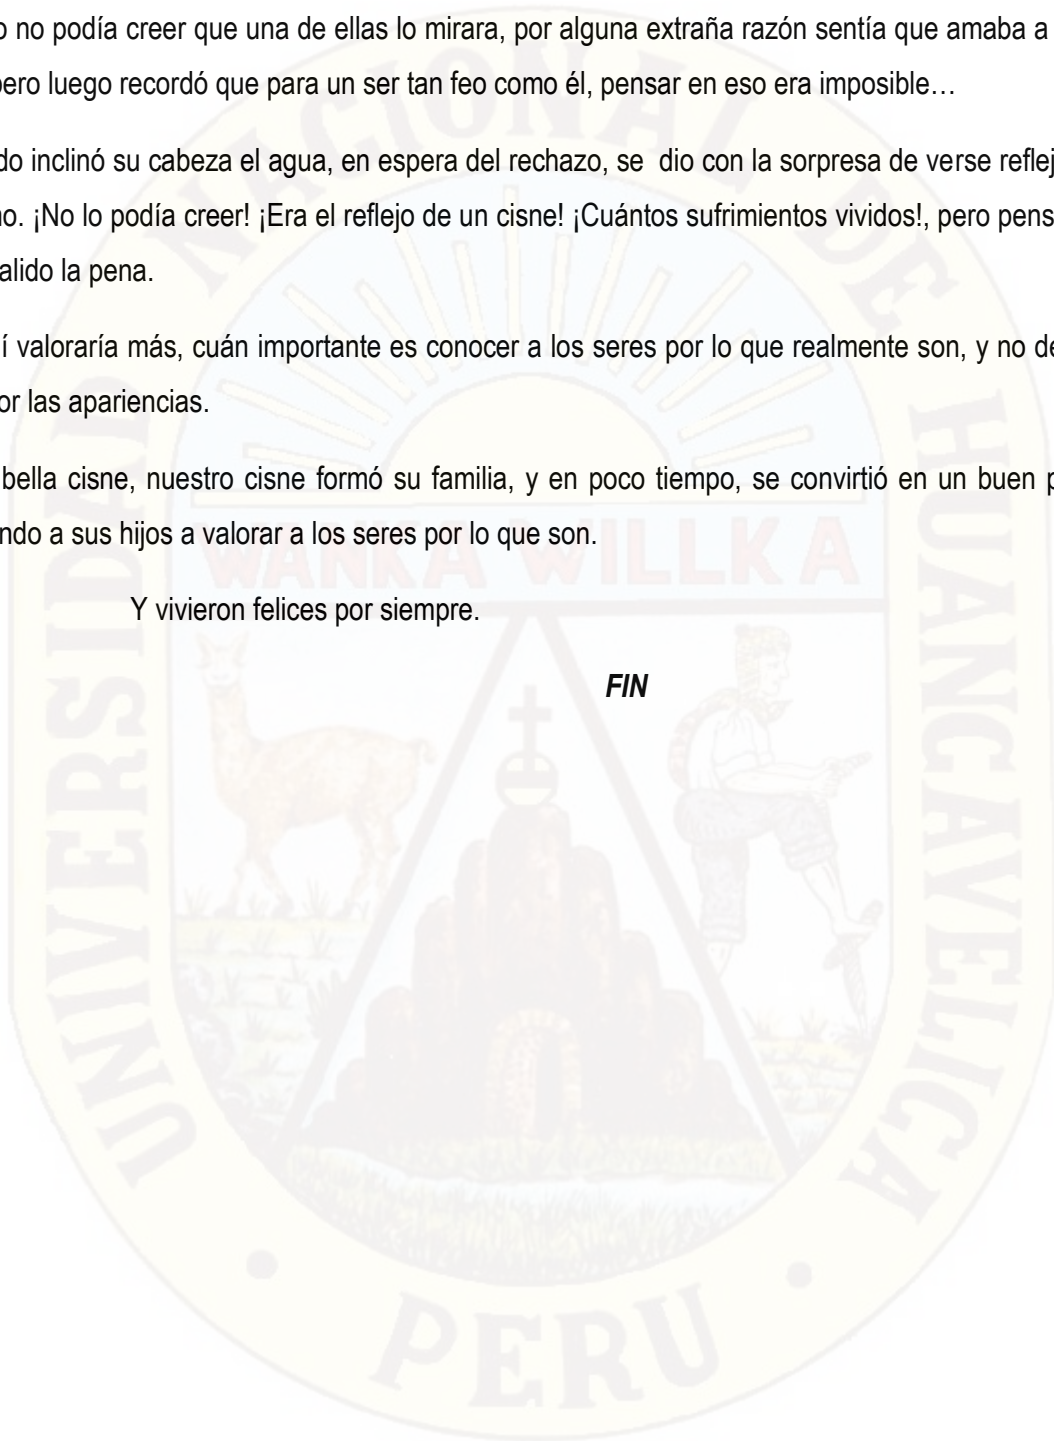 o no podía creer que una de ellas lo mirara, por alguna extraña razón sentía que amaba a
pero luego recordó que para un ser tan feo como él, pensar en eso era imposible…
do inclinó su cabeza el agua, en espera del rechazo, se dio con la sorpresa de verse reflej
no. ¡No lo podía creer! ¡Era el reflejo de un cisne! ¡Cuántos sufrimientos vividos!, pero pens
alido la pena.
í valoraría más, cuán importante es conocer a los seres por lo que realmente son, y no de
or las apariencias.
bella cisne, nuestro cisne formó su familia, y en poco tiempo, se convirtió en un buen p
ndo a sus hijos a valorar a los seres por lo que son.
Y vivieron felices por siempre.
FIN
UNIVERSIDAD NACIONAL DE HUANCAVELICA
WANKA WILLKA
PERU